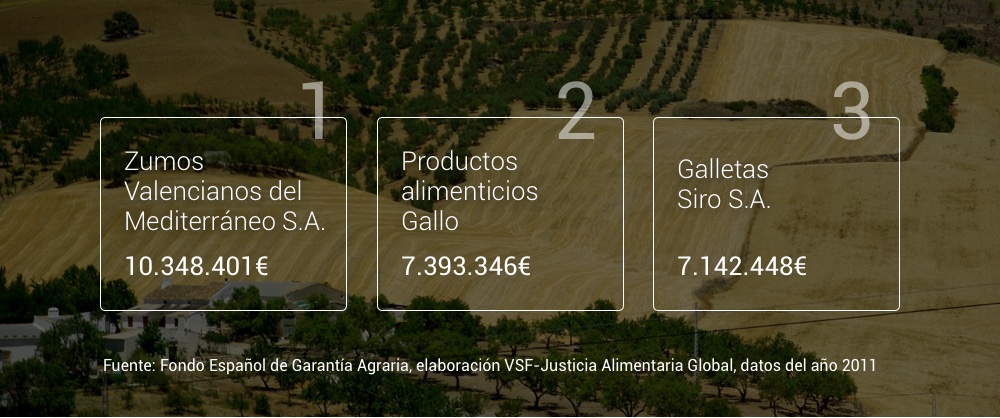 1
Zumos
Valencianos del
Mediterráneo S.A.
10.348.401€
2
Productos
alimenticios
Gallo
7.393.346€
3
Galletas
Siro S.A.
7.142.448€
Fuente: Fondo Español de Garantía Agraria, elaboración VSF-Justicia Alimentaria Global, datos del año 2011